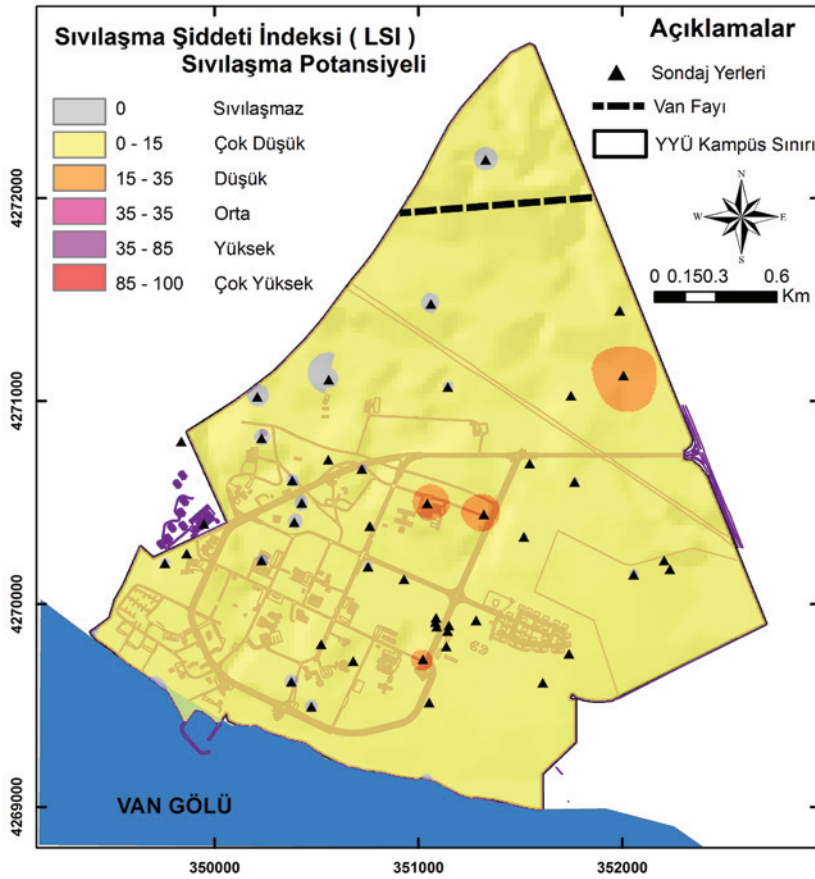 Sıvılaşma Şiddeti İndeksi ( LSI )
Sıvılaşma Potansiyeli
0 Sıvılaşmaz
0 - 15 Çok Düşük
15 - 35 Düşük
35 - 35 Orta
35 - 85 Yüksek
85 - 100 Çok Yüksek
Açıklamalar
Sondaj Yerleri
Van Fayı
YYÜ Kampüs Sınırı
N
W E
S
0 0.15 0.3 0.6
Km
4272000
4271000
4270000
4269000
VAN GÖLÜ
350000 351000 352000